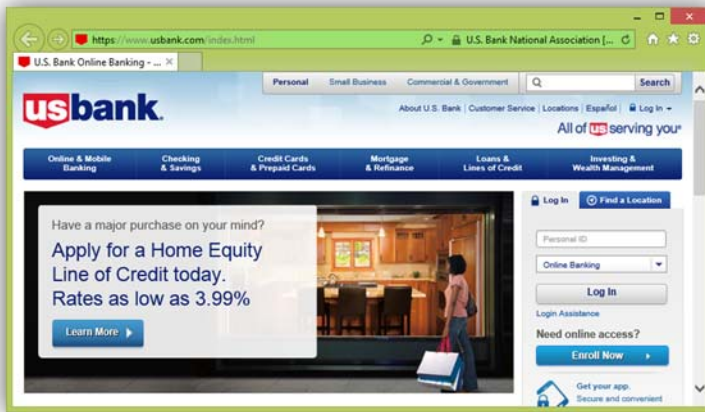 https://www.usbank.com/index.html
U.S. Bank National Association [...
U.S. Bank Online Banking - ...
Personal
Small Business
Commercial & Government
Search
usbank.
About U.S. Bank
Customer Service
Locations
Español
Log In
All of us serving you®
Online & Mobile
Banking
Checking
& Savings
Credit Cards
& Prepaid Cards
Mortgage
& Refinance
Loans &
Lines of Credit
Investing &
Wealth Management
Have a major purchase on your mind?
Apply for a Home Equity
Line of Credit today.
Rates as low as 3.99%
Learn More
Log In
Find a Location
Personal ID
Online Banking
Log In
Login Assistance
Need online access?
Enroll Now
Get your app.
Secure and convenient